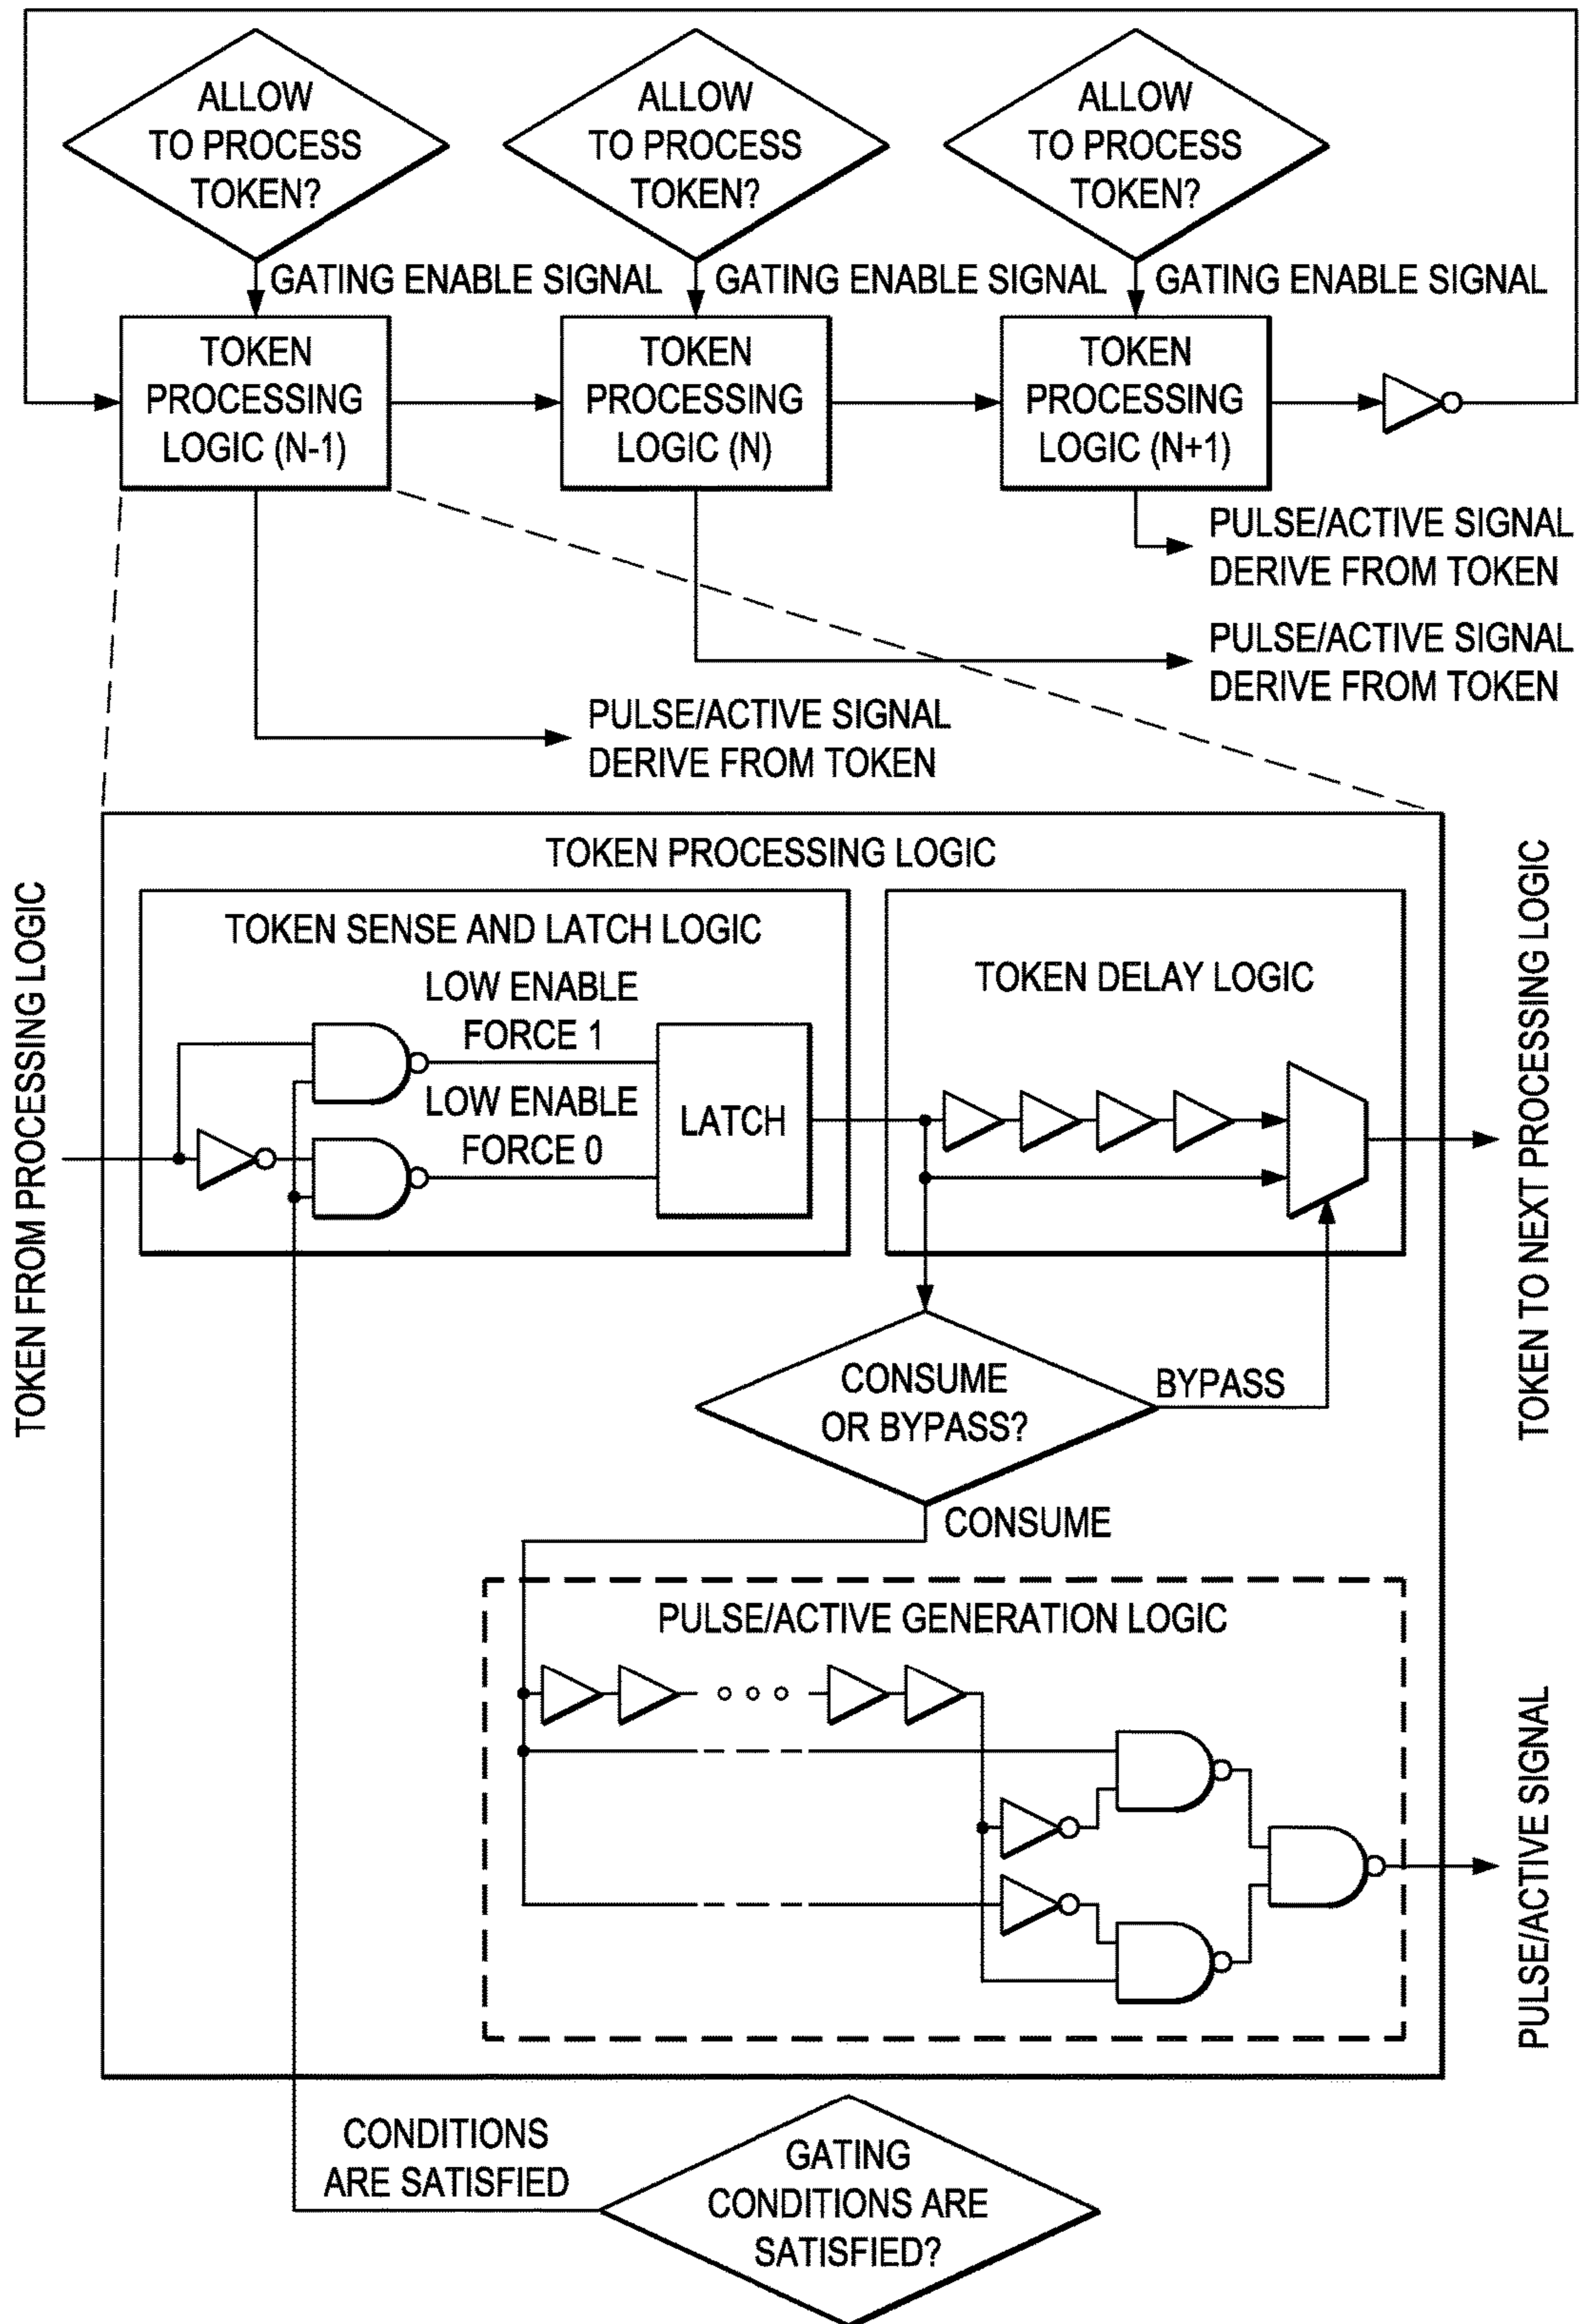 ALLOW
TO PROCESS
TOKEN?
ALLOW
TO PROCESS
TOKEN?
ALLOW
TO PROCESS
TOKEN?
GATING ENABLE SIGNAL
GATING ENABLE SIGNAL
GATING ENABLE SIGNAL
TOKEN
PROCESSING
LOGIC (N-1)
TOKEN
PROCESSING
LOGIC (N)
TOKEN
PROCESSING
LOGIC (N+1)
PULSE/ACTIVE SIGNAL
DERIVE FROM TOKEN
PULSE/ACTIVE SIGNAL
DERIVE FROM TOKEN
PULSE/ACTIVE SIGNAL
DERIVE FROM TOKEN
TOKEN PROCESSING LOGIC
TOKEN FROM PROCESSING LOGIC
TOKEN SENSE AND LATCH LOGIC
LOW ENABLE
FORCE 1
LOW ENABLE
FORCE 0
LATCH
TOKEN DELAY LOGIC
TOKEN TO NEXT PROCESSING LOGIC
CONSUME
OR BYPASS?
BYPASS
CONSUME
PULSE/ACTIVE GENERATION LOGIC
PULSE/ACTIVE SIGNAL
CONDITIONS
ARE SATISFIED
GATING
CONDITIONS ARE
SATISFIED?